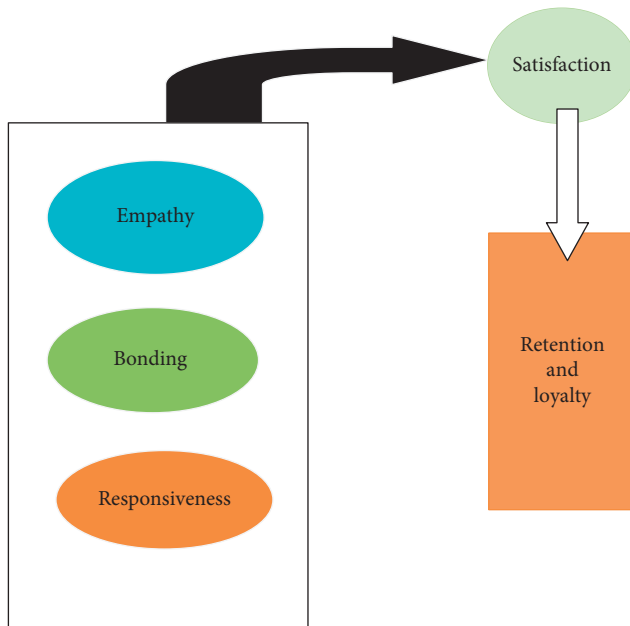 Satisfaction
Empathy
Bonding
Responsiveness
Retention
and
loyalty